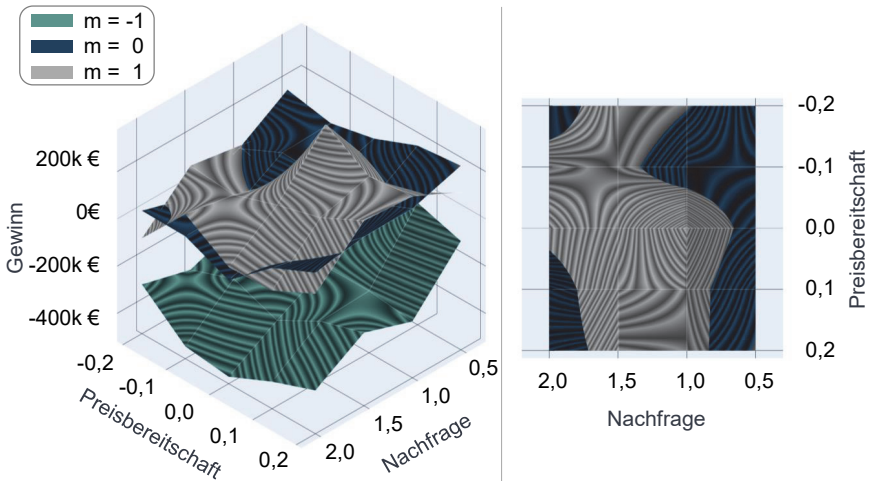 m = -1
m = 0
m = 1
200k €
0€
-200k €
-400k €
Gewinn
-0,2
-0,1
0,0
0,1
0,2
Preisbereitschaft
2,0
1,5
1,0
0,5
Nachfrage
-0,2
-0,1
0,0
0,1
0,2
Preisbereitschaft
2,0
1,5
1,0
0,5
Nachfrage